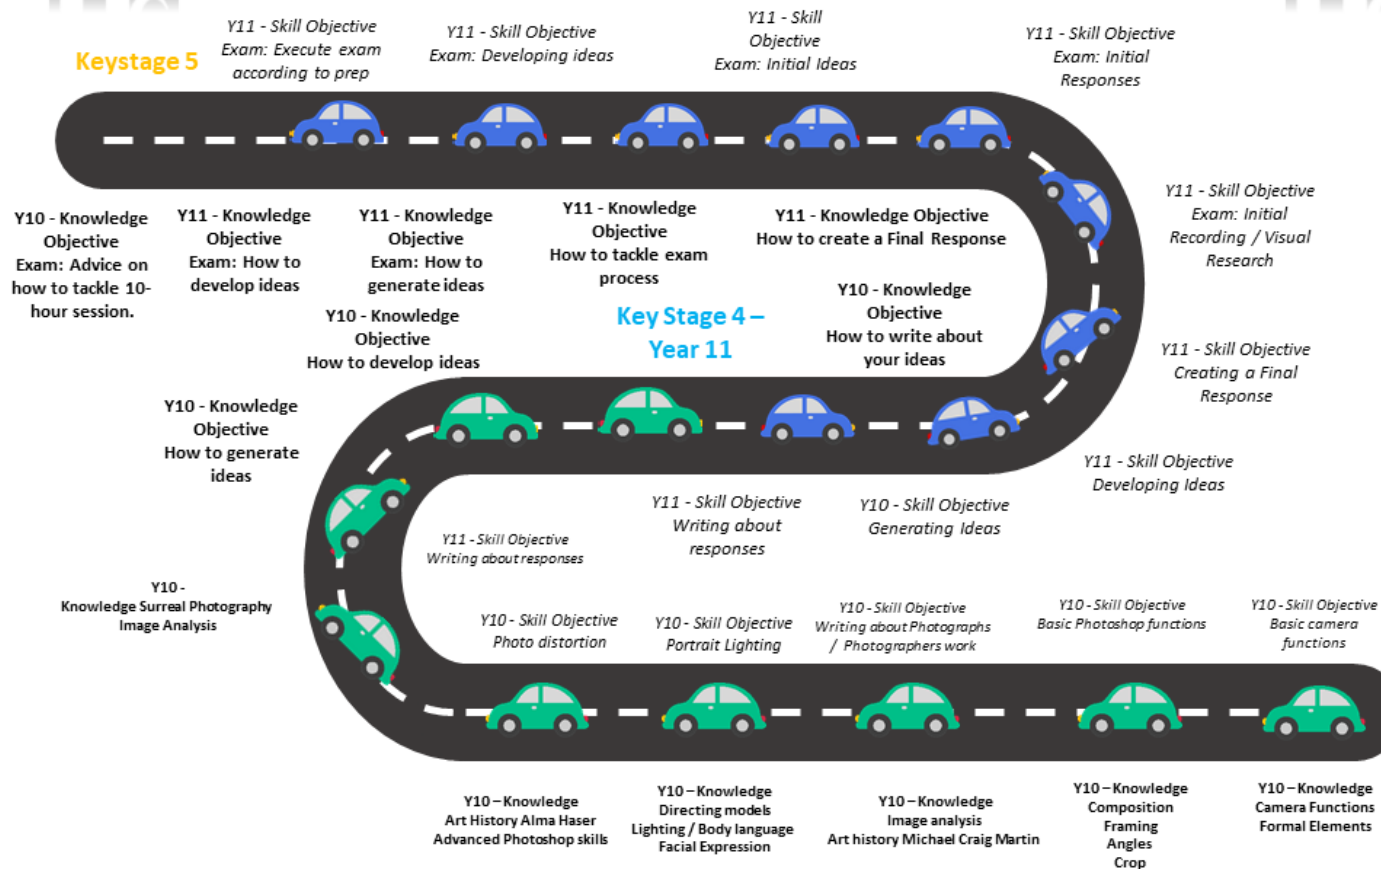 Y11 - Skill Objective
Exam: Execute exam
according to prep
Y11 - Skill Objective
Exam: Developing ideas
Y11 - Skill
Objective
Exam: Initial Ideas
Y11 - Skill Objective
Exam: Initial
Responses
Keystage 5
Y10 - Knowledge
Objective
Exam: Advice on
how to tackle 10-
hour session.
Y11 - Knowledge
Objective
Exam: How to
develop ideas
Y11 - Knowledge
Objective
Exam: How to
generate ideas
Y11 - Knowledge
Objective
How to tackle exam
process
Y11 - Knowledge Objective
How to create a Final Response
Y11 - Skill Objective
Exam: Initial
Recording / Visual
Research
Y10 - Knowledge
Objective
How to develop ideas
Key Stage 4 –
Year 11
Y10 - Knowledge
Objective
How to write about
your ideas
Y11 - Skill Objective
Creating a Final
Response
Y10 - Knowledge
Objective
How to generate
ideas
Y11 - Skill Objective
Developing Ideas
Y11 - Skill Objective
Writing about responses
Y11 - Skill Objective
Writing about
responses
Y10 - Skill Objective
Generating Ideas
Y10 -
Knowledge Surreal Photography
Image Analysis
Y10 - Skill Objective
Photo distortion
Y10 - Skill Objective
Portrait Lighting
Y10 - Skill Objective
Writing about Photographs
/ Photographers work
Y10 - Skill Objective
Basic Photoshop functions
Y10 - Skill Objective
Basic camera
functions
Y10 – Knowledge
Art History Alma Haser
Advanced Photoshop skills
Y10 – Knowledge
Directing models
Lighting / Body language
Facial Expression
Y10 – Knowledge
Image analysis
Art history Michael Craig Martin
Y10 – Knowledge
Composition
Framing
Angles
Crop
Y10 – Knowledge
Camera Functions
Formal Elements